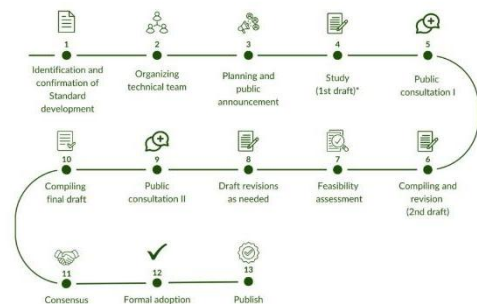 1
Identification and
confirmation of
Standard
development
2
Organizing
technical team
3
Planning and
public
announcement
4
Study
(1st draft)*
5
Public
consultation I
10
Compiling
final draft
9
Public
consultation II
8
Draft revisions
as needed
7
Feasibility
assessment
6
Compiling and
revision
(2nd draft)
11
Consensus
12
Formal adoption
13
Publish